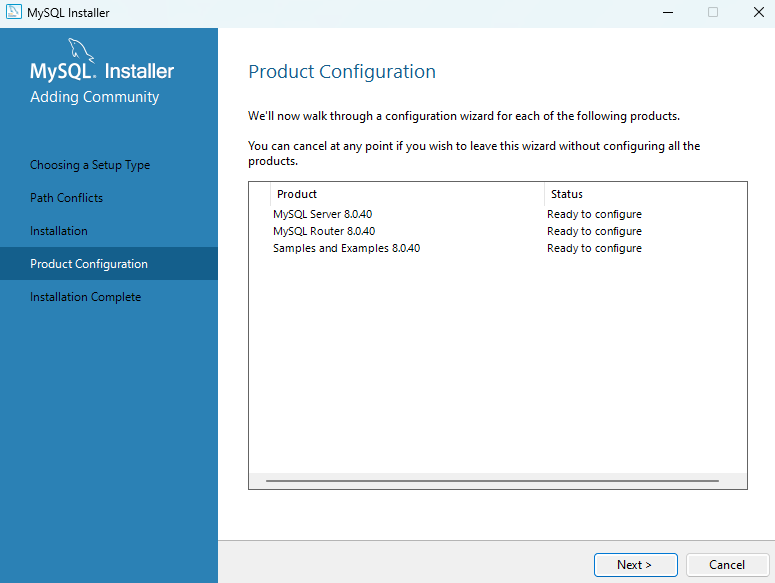 MySQL Installer
MySQL. Installer
Adding Community
Choosing a Setup Type
Path Conflicts
Installation
Product Configuration
Installation Complete
Product Configuration
We'll now walk through a configuration wizard for each of the following products.
You can cancel at any point if you wish to leave this wizard without configuring all the
products.
Product Status
MySQL Server 8.0.40 Ready to configure
MySQL Router 8.0.40 Ready to configure
Samples and Examples 8.0.40 Ready to configure
Next > Cancel